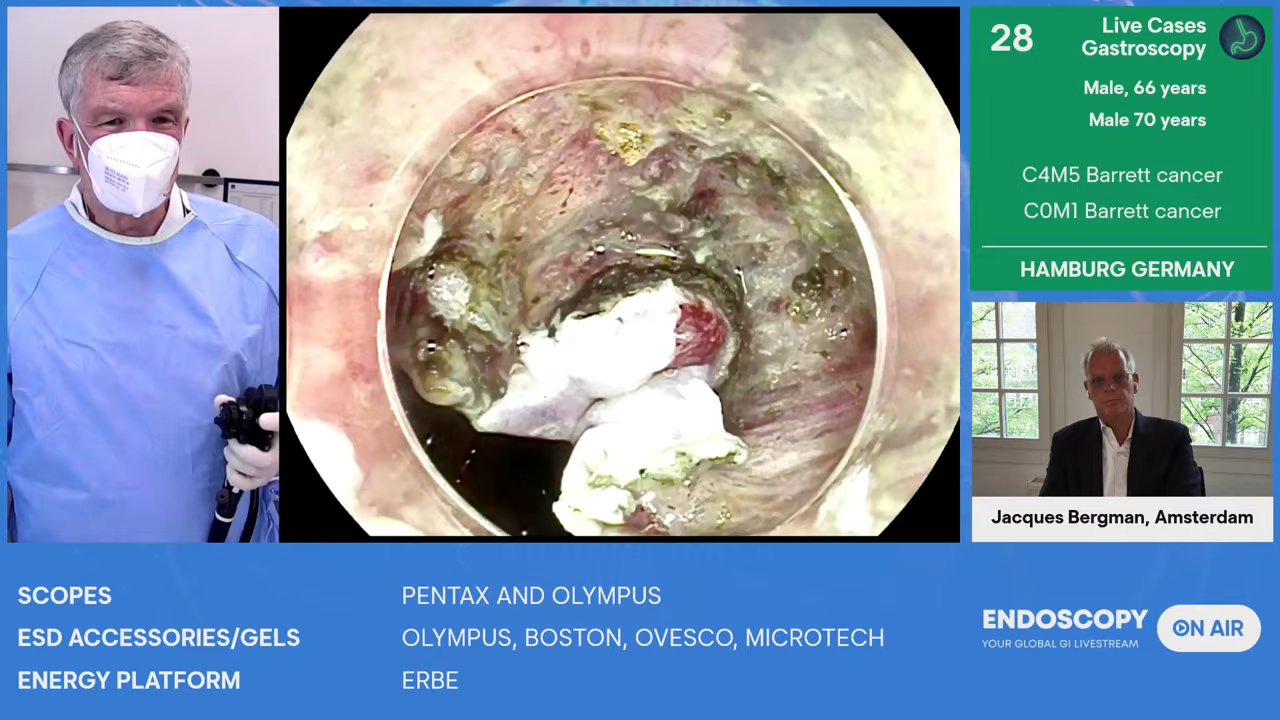 28
Live Cases
Gastroscopy
Male, 66 years
Male 70 years
C4M5 Barrett cancer
C0M1 Barrett cancer
HAMBURG GERMANY
Jacques Bergman, Amsterdam
SCOPES PENTAX AND OLYMPUS
ESD ACCESSORIES/GELS OLYMPUS, BOSTON, OVESCO, MICROTECH
ENERGY PLATFORM ERBE
ENDOSCOPY ON AIR
YOUR GLOBAL GI LIVESTREAM